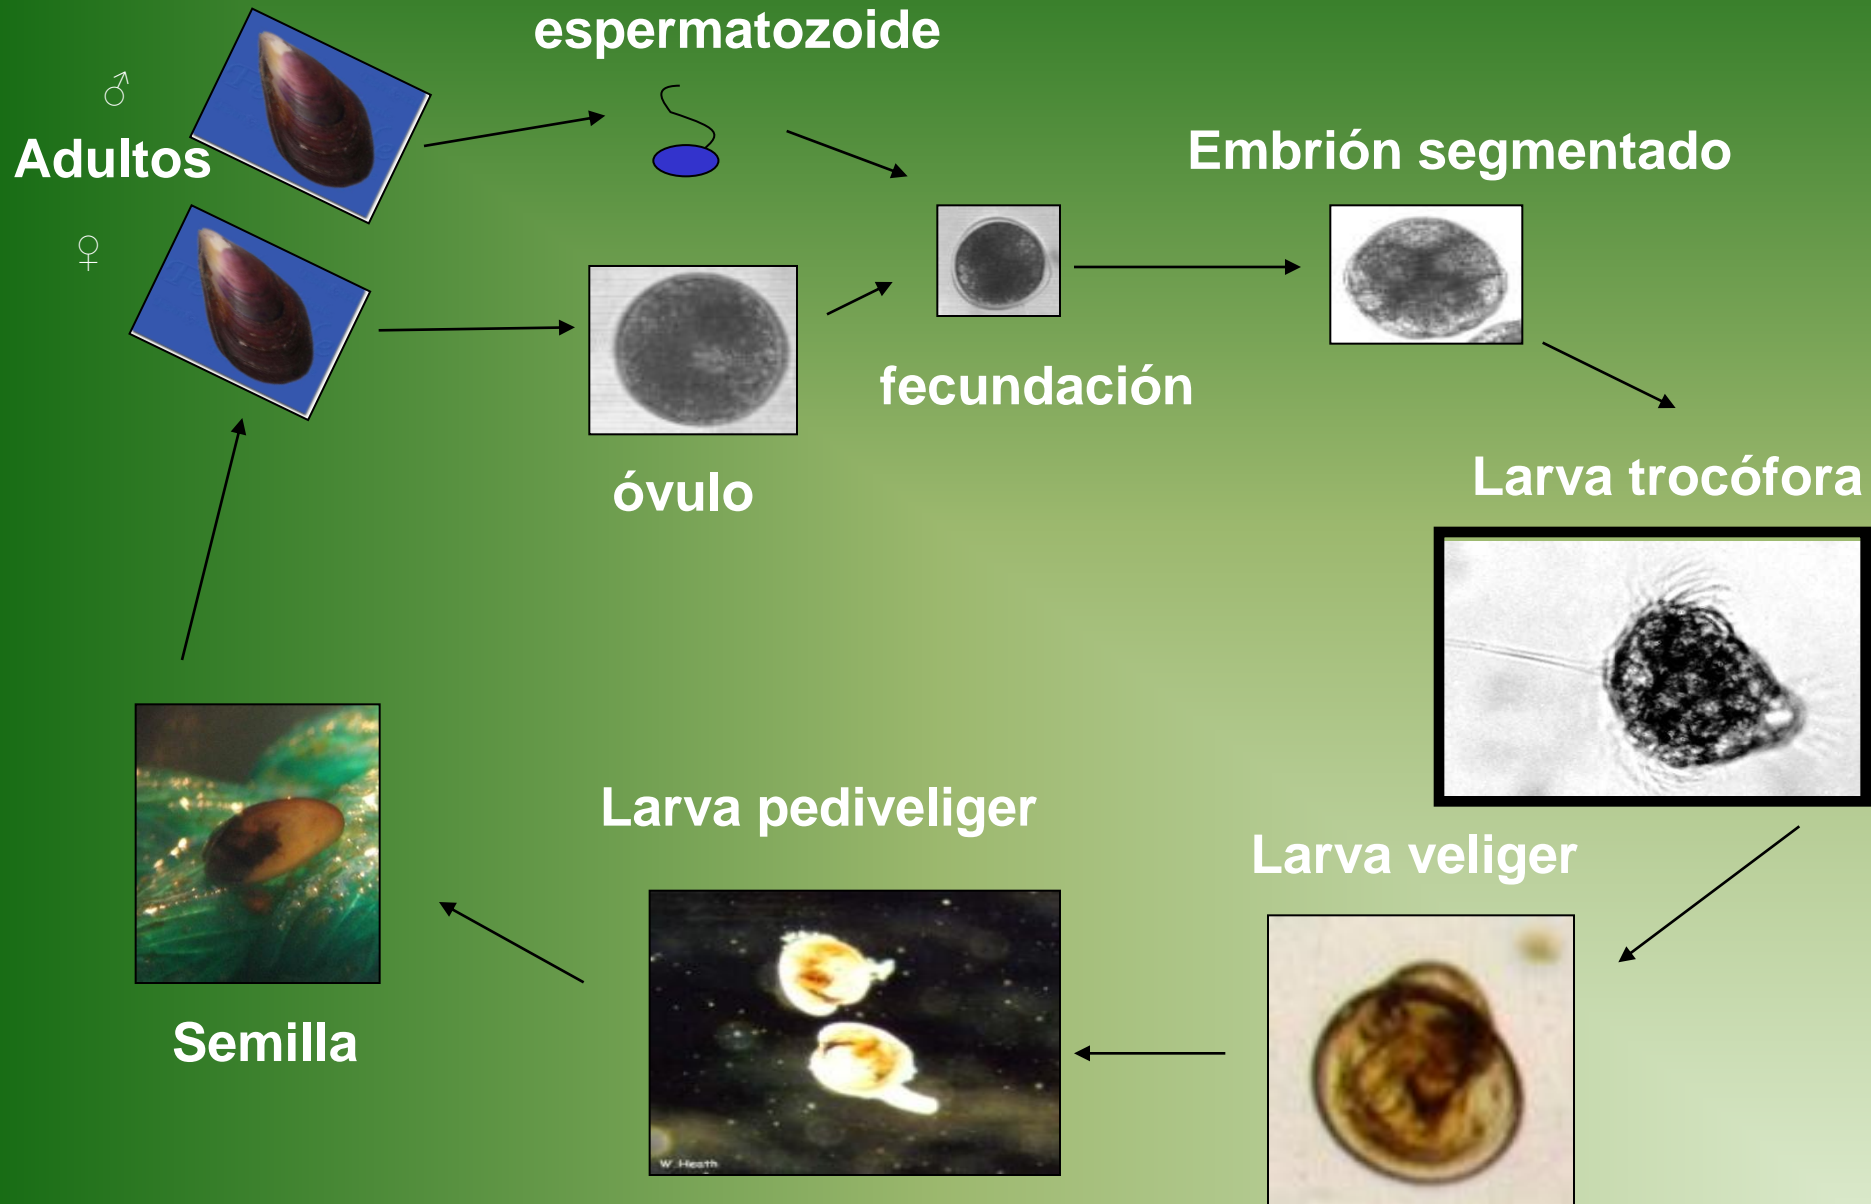 espermatozoide
♂
Adultos
♀
Embrión segmentado
fecundación
óvulo
Larva trocófora
Larva veliger
Larva pediveliger
W.Heath
Semilla